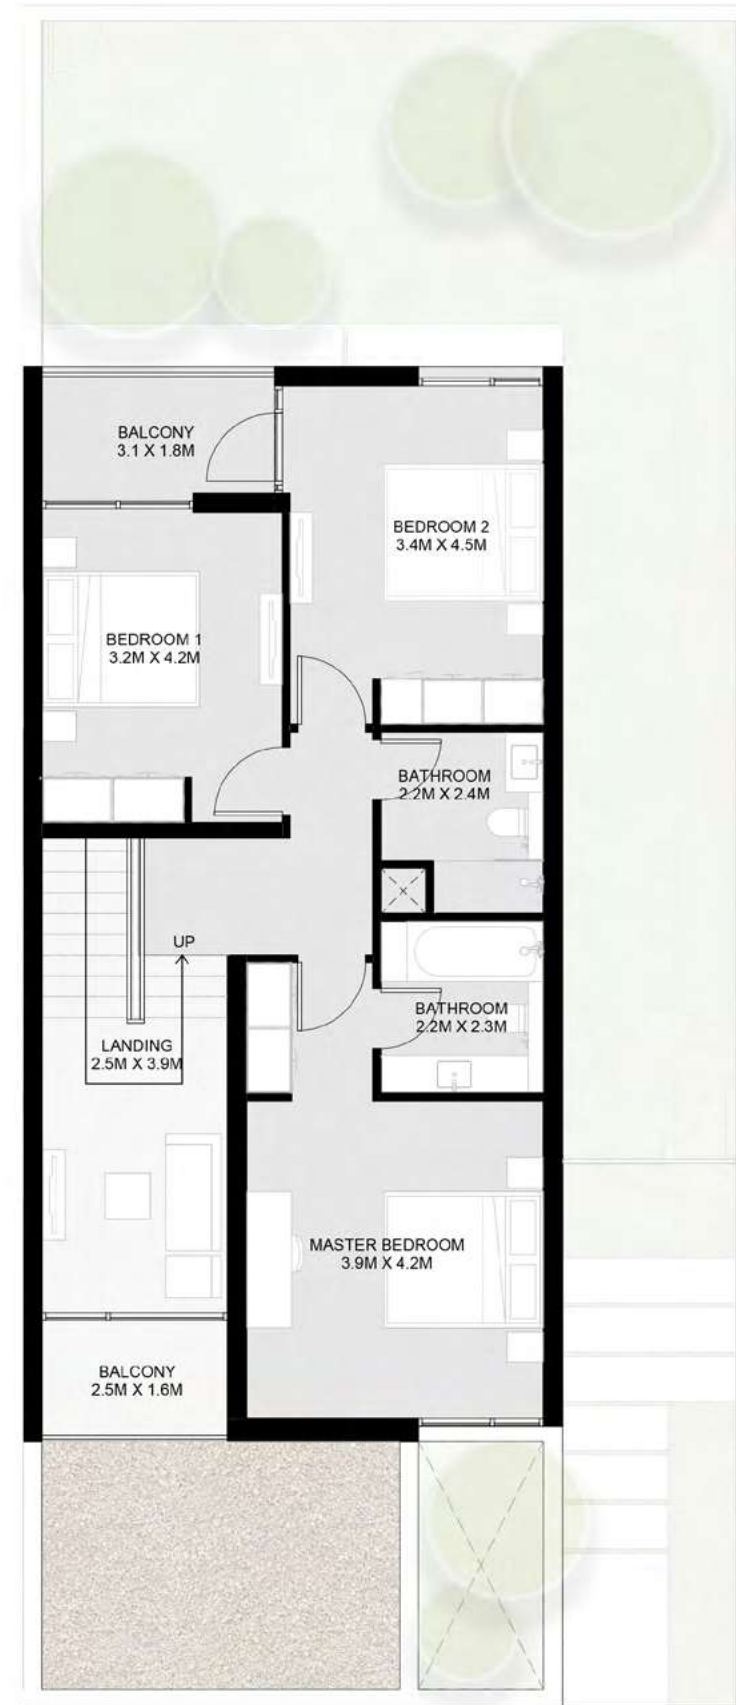 BALCONY
3.1 X 1.8M
BEDROOM 2
3.4M X 4.5M
BEDROOM 1
3.2M X 4.2M
BATHROOM
2.2M X 2.4M
UP
LANDING
2.5M X 3.9M
BATHROOM
2.2M X 2.3M
MASTER BEDROOM
3.9M X 4.2M
BALCONY
2.5M X 1.6M